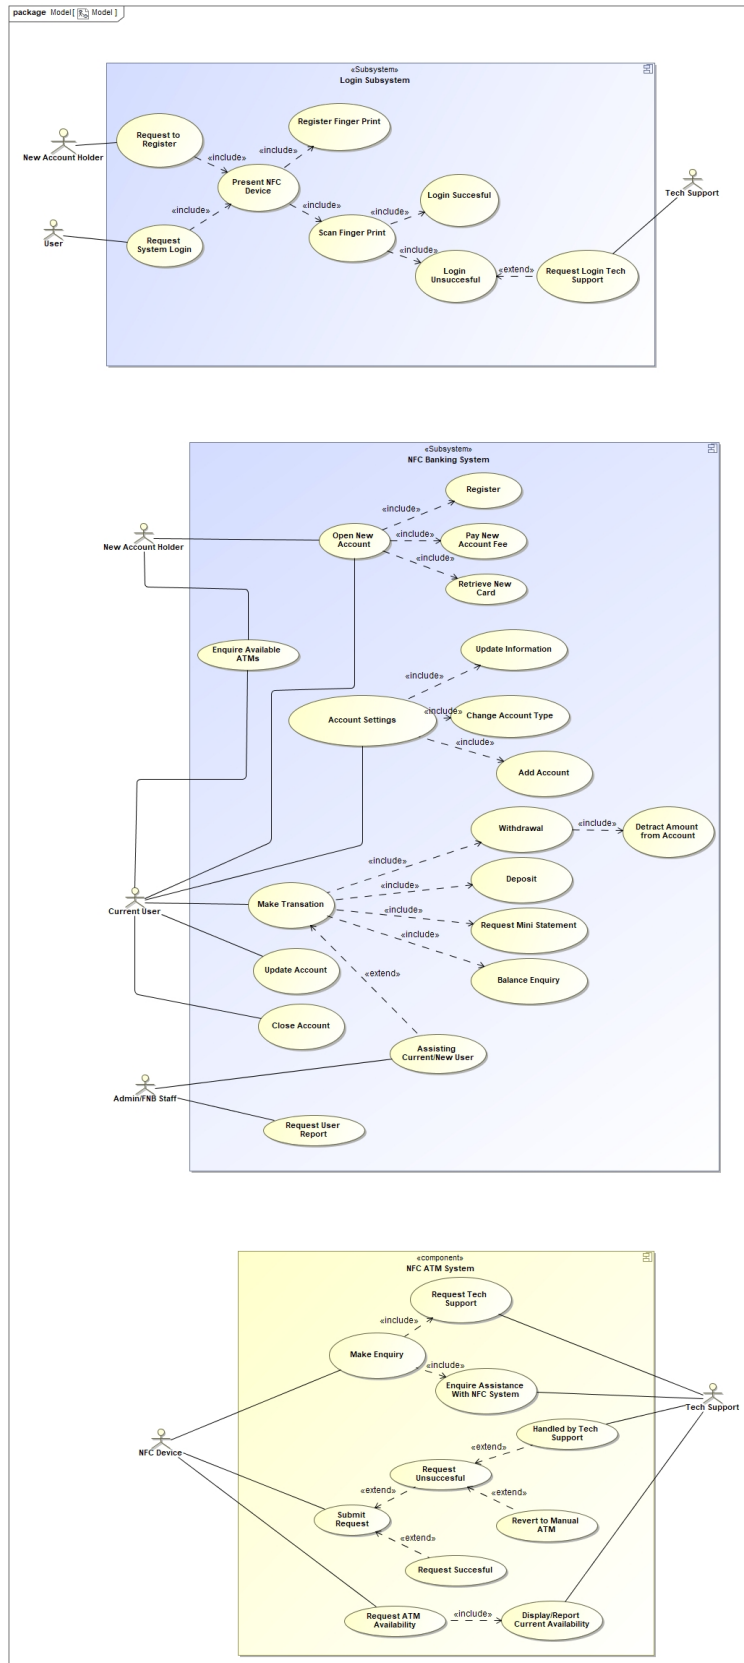 package Model [ Model ]
«Subsystem»
Login Subsystem
Request to
Register
New Account Holder
Register Finger Print
«include»
«include»
Present NFC
Device
Login Succesful
Tech Support
«include»
«include»
«include»
User
Request
System Login
Scan Finger Print
«include»
Login
Unsuccesful
«extend»
Request Login Tech
Support
«Subsystem»
NFC Banking System
Register
«include»
New Account Holder
Open New
Account
«include»
Pay New
Account Fee
«include»
Retrieve New
Card
Enquire Available
ATMs
Update Information
«include»
Account Settings
«include»
Change Account Type
«include»
Add Account
Withdrawal
«include»
Detract Amount
from Account
«include»
Deposit
«include»
Current User
Make Transation
«include»
Request Mini Statement
«include»
Update Account
«extend»
Balance Enquiry
Close Account
Assisting
Current/New User
Admin/FNB Staff
Request User
Report
«component»
NFC ATM System
Request Tech
Support
«include»
Make Enquiry
«include»
Enquire Assistance
With NFC System
Tech Support
Handled by Tech
Support
NFC Device
«extend»
Request
Unsuccesful
«extend»
«extend»
Submit
Request
Revert to Manual
ATM
«extend»
Request Succesful
Request ATM
Availability
«include»
Display/Report
Current Availability